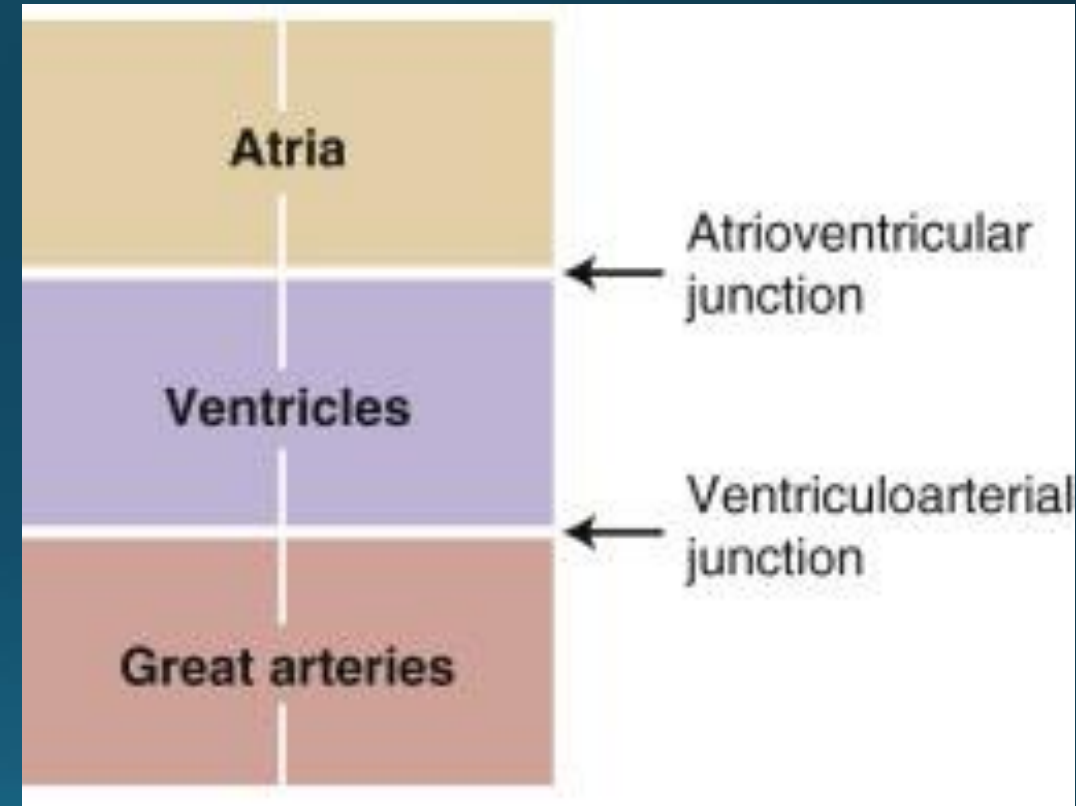 Atria
Atrioventricular
junction
Ventricles
Ventriculoarterial
junction
Great arteries